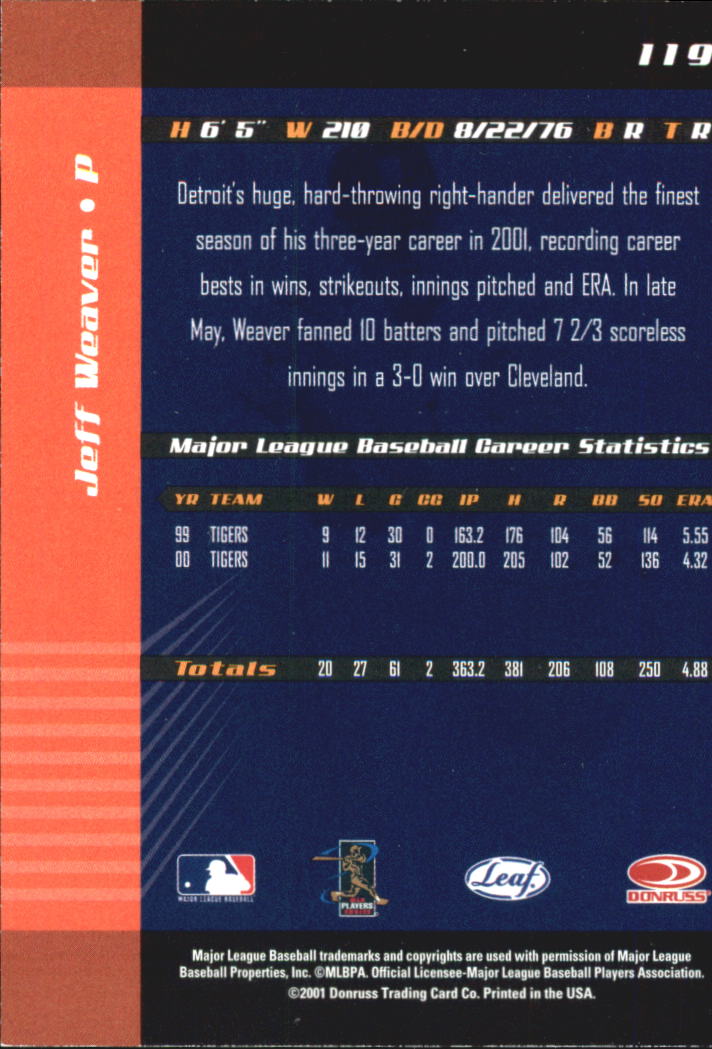 119
H 6' 5" W 210 B/D 8/22/76 B R T R
Jeff Weaver • P
Detroit's huge, hard-throwing right-hander delivered the finest
season of his three-year career in 2001, recording career
bests in wins, strikeouts, innings pitched and ERA. In late
May, Weaver fanned 10 batters and pitched 7 2/3 scoreless
innings in a 3-0 win over Cleveland.
Major League Baseball Career Statistics
YR TEAM W L G CG IP H R BB SO ERA
99 TIGERS 9 12 30 0 163.2 176 104 56 114 5.55
00 TIGERS 11 15 31 2 200.0 205 102 52 136 4.32
Totals 20 27 61 2 363.2 381 206 108 250 4.88
MAJOR LEAGUE BASEBALL
MLB
PLAYERS
CHOICE
Leaf
DONRUSS
Major League Baseball trademarks and copyrights are used with permission of Major League
Baseball Properties, Inc. ©MLBPA. Official Licensee-Major League Baseball Players Association.
©2001 Donruss Trading Card Co. Printed in the USA.